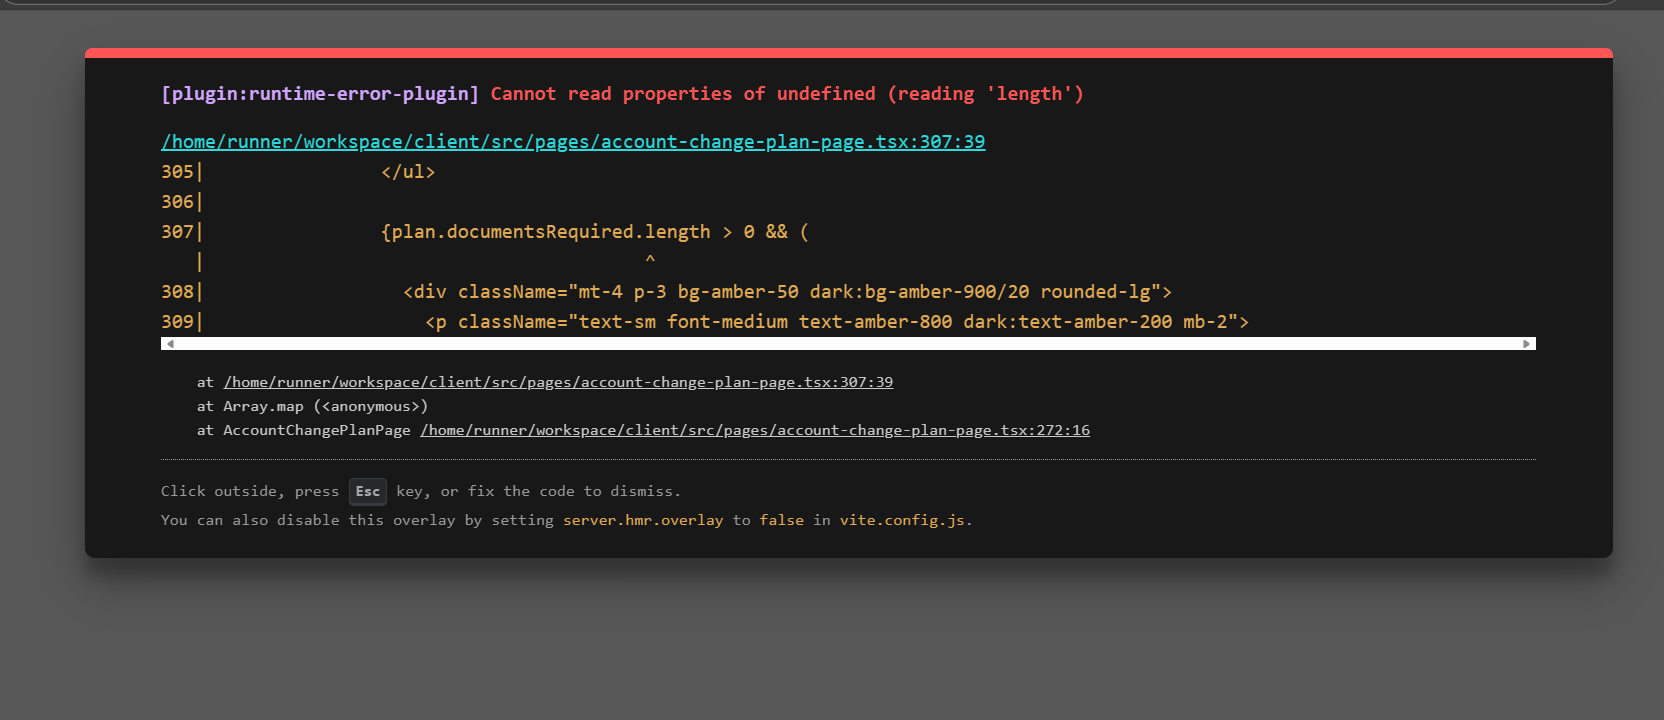 [plugin:runtime-error-plugin] Cannot read properties of undefined (reading 'length')
/home/runner/workspace/client/src/pages/account-change-plan-page.tsx:307:39
305|                </ul>
306|
307|                {plan.documentsRequired.length > 0 && (
   |                                        ^
308|                  <div className="mt-4 p-3 bg-amber-50 dark:bg-amber-900/20 rounded-lg">
309|                    <p className="text-sm font-medium text-amber-800 dark:text-amber-200 mb-2">
at /home/runner/workspace/client/src/pages/account-change-plan-page.tsx:307:39
at Array.map (<anonymous>)
at AccountChangePlanPage /home/runner/workspace/client/src/pages/account-change-plan-page.tsx:272:16
Click outside, press Esc key, or fix the code to dismiss.
You can also disable this overlay by setting server.hmr.overlay to false in vite.config.js.